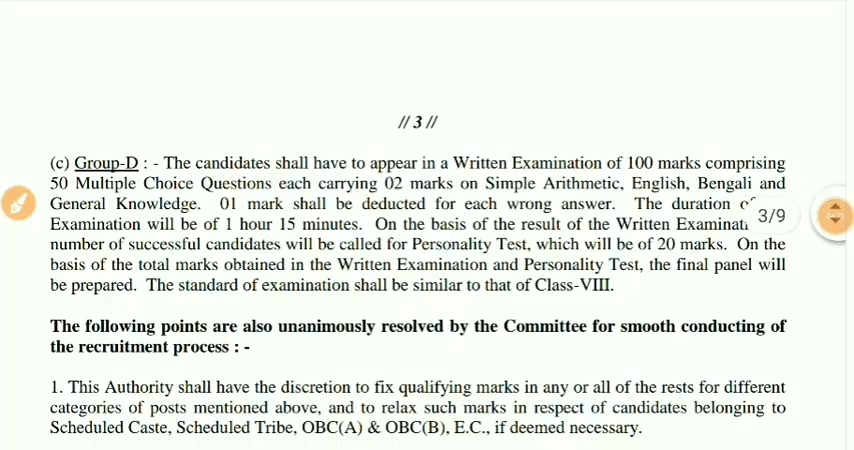 // 3 //
(c) Group-D : - The candidates shall have to appear in a Written Examination of 100 marks comprising
50 Multiple Choice Questions each carrying 02 marks on Simple Arithmetic, English, Bengali and
General Knowledge. 01 mark shall be deducted for each wrong answer. The duration
Examination will be of 1 hour 15 minutes. On the basis of the result of the Written
3/9
number of successful candidates will be called for Personality Test, which will be of 20 marks. On the
basis of the total marks obtained in the Written Examination and Personality Test, the final panel will
be prepared. The standard of examination shall be similar to that of Class-VIII.
The following points are also unanimously resolved by the Committee for smooth conducting of
the recruitment process : -
1. This Authority shall have the discretion to fix qualifying marks in any or all of the rests for different
categories of posts mentioned above, and to relax such marks in respect of candidates belonging to
Scheduled Caste, Scheduled Tribe, OBC(A) & OBC(B), E.C., if deemed necessary.